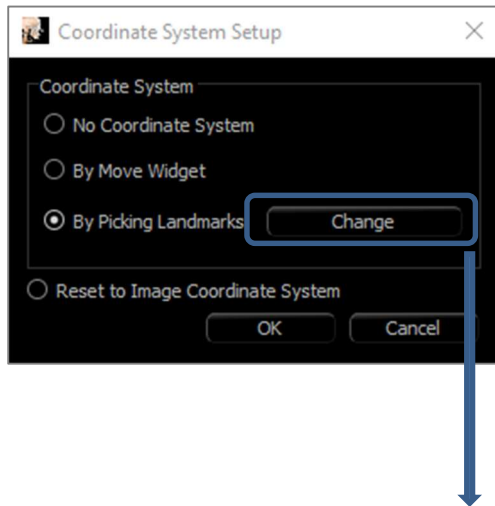 Coordinate System Setup
Coordinate System
No Coordinate System
By Move Widget
By Picking Landmarks Change
Reset to Image Coordinate System
OK Cancel